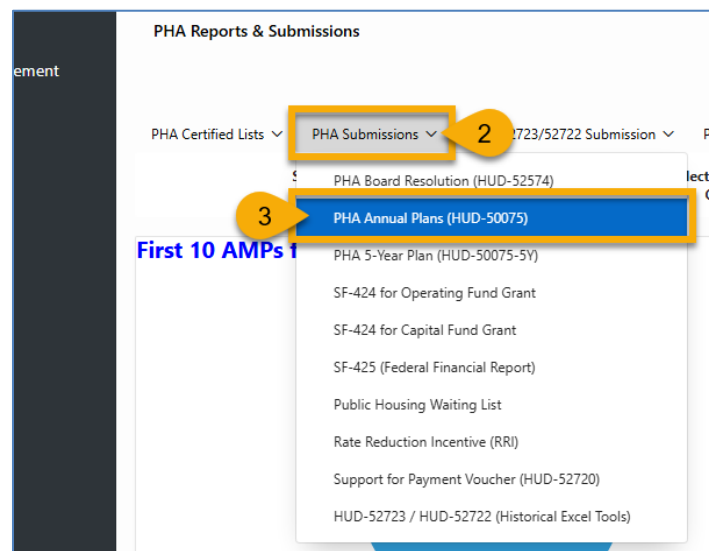 PHA Reports & Submissions
ement
PHA Certified Lists
PHA Submissions
2
2723/52722 Submission
P
S
PHA Board Resolution (HUD-52574)
lect
C
3
PHA Annual Plans (HUD-50075)
First 10 AMPs f
PHA 5-Year Plan (HUD-50075-5Y)
SF-424 for Operating Fund Grant
SF-424 for Capital Fund Grant
SF-425 (Federal Financial Report)
Public Housing Waiting List
Rate Reduction Incentive (RRI)
Support for Payment Voucher (HUD-52720)
HUD-52723 / HUD-52722 (Historical Excel Tools)